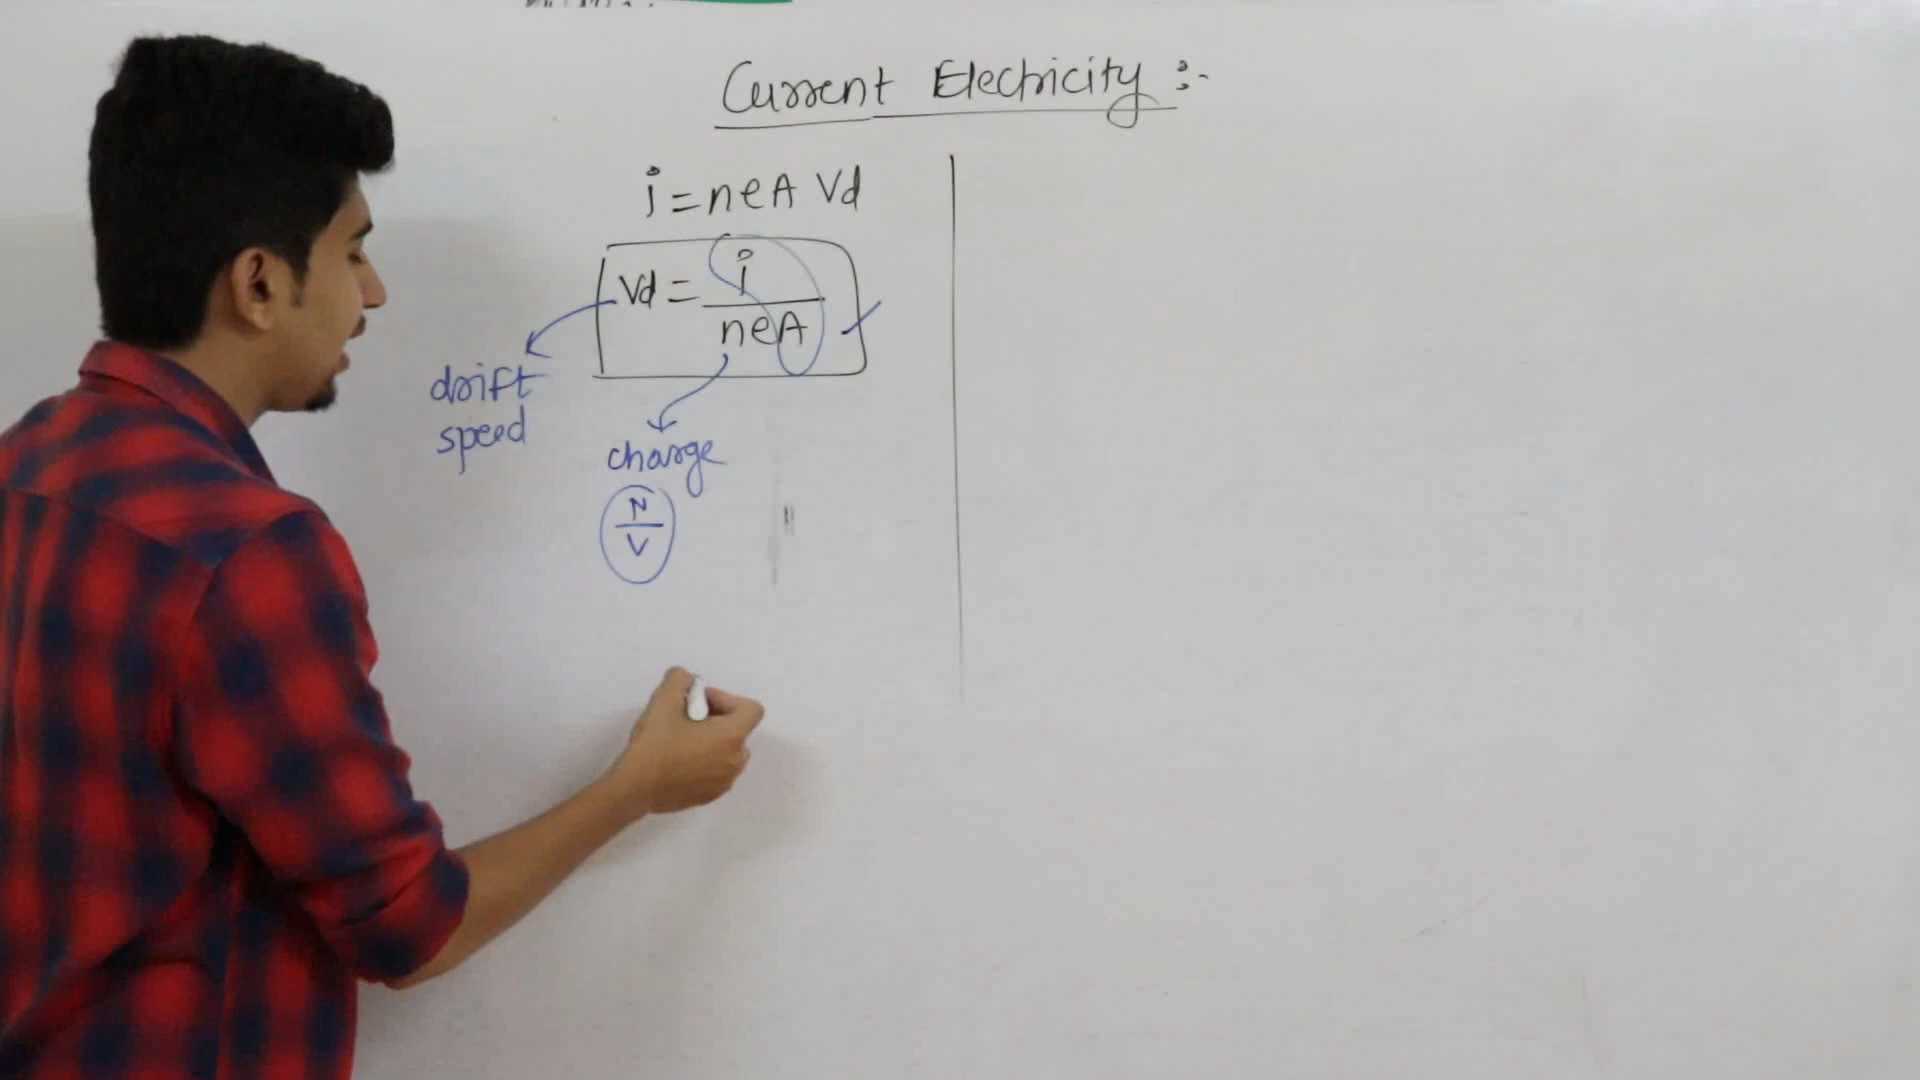 Current Electricity :-
i = neA Vd
Vd = i
neA
drift
speed
charge
N
V